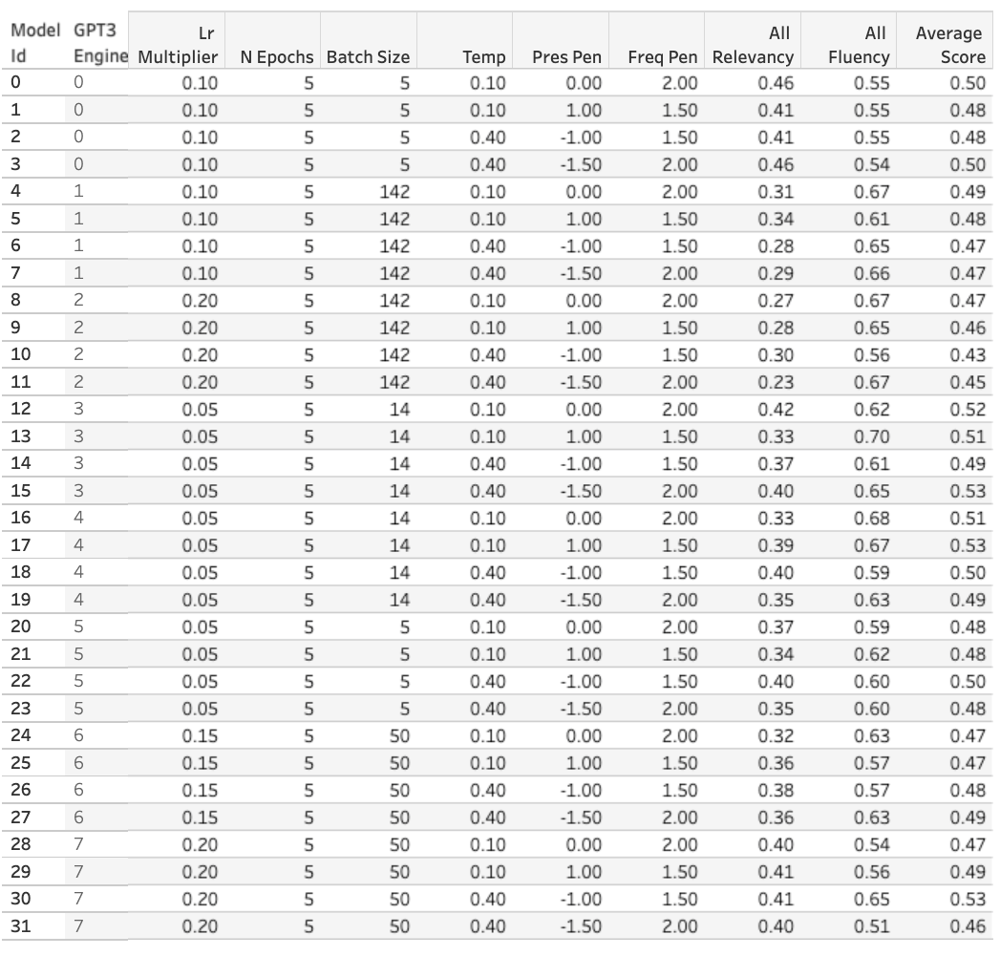 Model Id GPT3 Engine Lr Multiplier N Epochs Batch Size Temp Pres Pen Freq Pen All Relevancy All Fluency Average Score
0 0 0.10 5 5 0.10 0.00 2.00 0.46 0.55 0.50
1 0 0.10 5 5 0.10 1.00 1.50 0.41 0.55 0.48
2 0 0.10 5 5 0.40 -1.00 1.50 0.41 0.55 0.48
3 0 0.10 5 5 0.40 -1.50 2.00 0.46 0.54 0.50
4 1 0.10 5 142 0.10 0.00 2.00 0.31 0.67 0.49
5 1 0.10 5 142 0.10 1.00 1.50 0.34 0.61 0.48
6 1 0.10 5 142 0.40 -1.00 1.50 0.28 0.65 0.47
7 1 0.10 5 142 0.40 -1.50 2.00 0.29 0.66 0.47
8 2 0.20 5 142 0.10 0.00 2.00 0.27 0.67 0.47
9 2 0.20 5 142 0.10 1.00 1.50 0.28 0.65 0.46
10 2 0.20 5 142 0.40 -1.00 1.50 0.30 0.56 0.43
11 2 0.20 5 142 0.40 -1.50 2.00 0.23 0.67 0.45
12 3 0.05 5 14 0.10 0.00 2.00 0.42 0.62 0.52
13 3 0.05 5 14 0.10 1.00 1.50 0.33 0.70 0.51
14 3 0.05 5 14 0.40 -1.00 1.50 0.37 0.61 0.49
15 3 0.05 5 14 0.40 -1.50 2.00 0.40 0.65 0.53
16 4 0.05 5 14 0.10 0.00 2.00 0.33 0.68 0.51
17 4 0.05 5 14 0.10 1.00 1.50 0.39 0.67 0.53
18 4 0.05 5 14 0.40 -1.00 1.50 0.40 0.59 0.50
19 4 0.05 5 14 0.40 -1.50 2.00 0.35 0.63 0.49
20 5 0.05 5 5 0.10 0.00 2.00 0.37 0.59 0.48
21 5 0.05 5 5 0.10 1.00 1.50 0.34 0.62 0.48
22 5 0.05 5 5 0.40 -1.00 1.50 0.40 0.60 0.50
23 5 0.05 5 5 0.40 -1.50 2.00 0.35 0.60 0.48
24 6 0.15 5 50 0.10 0.00 2.00 0.32 0.63 0.47
25 6 0.15 5 50 0.10 1.00 1.50 0.36 0.57 0.47
26 6 0.15 5 50 0.40 -1.00 1.50 0.38 0.57 0.48
27 6 0.15 5 50 0.40 -1.50 2.00 0.36 0.63 0.49
28 7 0.20 5 50 0.10 0.00 2.00 0.40 0.54 0.47
29 7 0.20 5 50 0.10 1.00 1.50 0.41 0.56 0.49
30 7 0.20 5 50 0.40 -1.00 1.50 0.41 0.65 0.53
31 7 0.20 5 50 0.40 -1.50 2.00 0.40 0.51 0.46